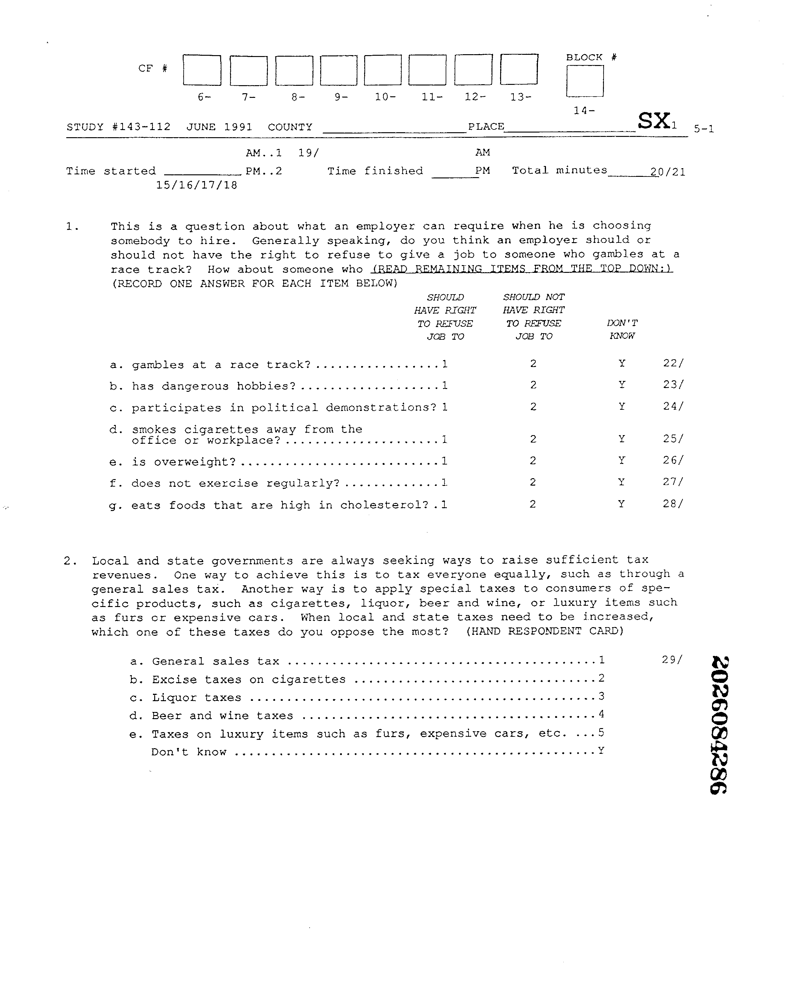 CF # BLOCK #
6- 7- 8- 9- 10- 11- 12- 13-
14-
STUDY #143-112 JUNE 1991 COUNTY ____________________ PLACE__________________ SX1 5-1
AM..1 19/ AM
Time started ___________ PM..2 Time finished _______ PM Total minutes_______20/21
15/16/17/18
1. This is a question about what an employer can require when he is choosing
somebody to hire. Generally speaking, do you think an employer should or
should not have the right to refuse to give a job to someone who gambles at a
race track? How about someone who (READ REMAINING ITEMS FROM THE TOP DOWN:)
(RECORD ONE ANSWER FOR EACH ITEM BELOW)
SHOULD SHOULD NOT
HAVE RIGHT HAVE RIGHT
TO REFUSE TO REFUSE DON'T
JOB TO JOB TO KNOW
a. gambles at a race track?.................1 2 Y 22/
b. has dangerous hobbies?...................1 2 Y 23/
c. participates in political demonstrations? 1 2 Y 24/
d. smokes cigarettes away from the
office or workplace?.....................1 2 Y 25/
e. is overweight?...........................1 2 Y 26/
f. does not exercise regularly?.............1 2 Y 27/
g. eats foods that are high in cholesterol?.1 2 Y 28/
2. Local and state governments are always seeking ways to raise sufficient tax
revenues. One way to achieve this is to tax everyone equally, such as through a
general sales tax. Another way is to apply special taxes to consumers of spe-
cific products, such as cigarettes, liquor, beer and wine, or luxury items such
as furs or expensive cars. When local and state taxes need to be increased,
which one of these taxes do you oppose the most? (HAND RESPONDENT CARD)
a. General sales tax .........................................1 29/
b. Excise taxes on cigarettes ................................2
c. Liquor taxes ..............................................3
d. Beer and wine taxes .......................................4
e. Taxes on luxury items such as furs, expensive cars, etc. ...5
Don't know ................................................Y
2026084286